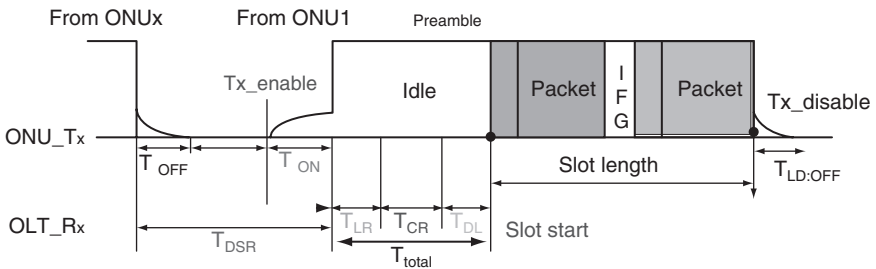 From ONUx
From ONU1
Preamble
Tx_enable
Idle
Packet
I
F
G
Packet
Tx_disable
ONU_Tx
T OFF
T ON
Slot length
T LD:OFF
OLT_Rx
T DSR
T LR
T CR
T DL
Slot start
T total